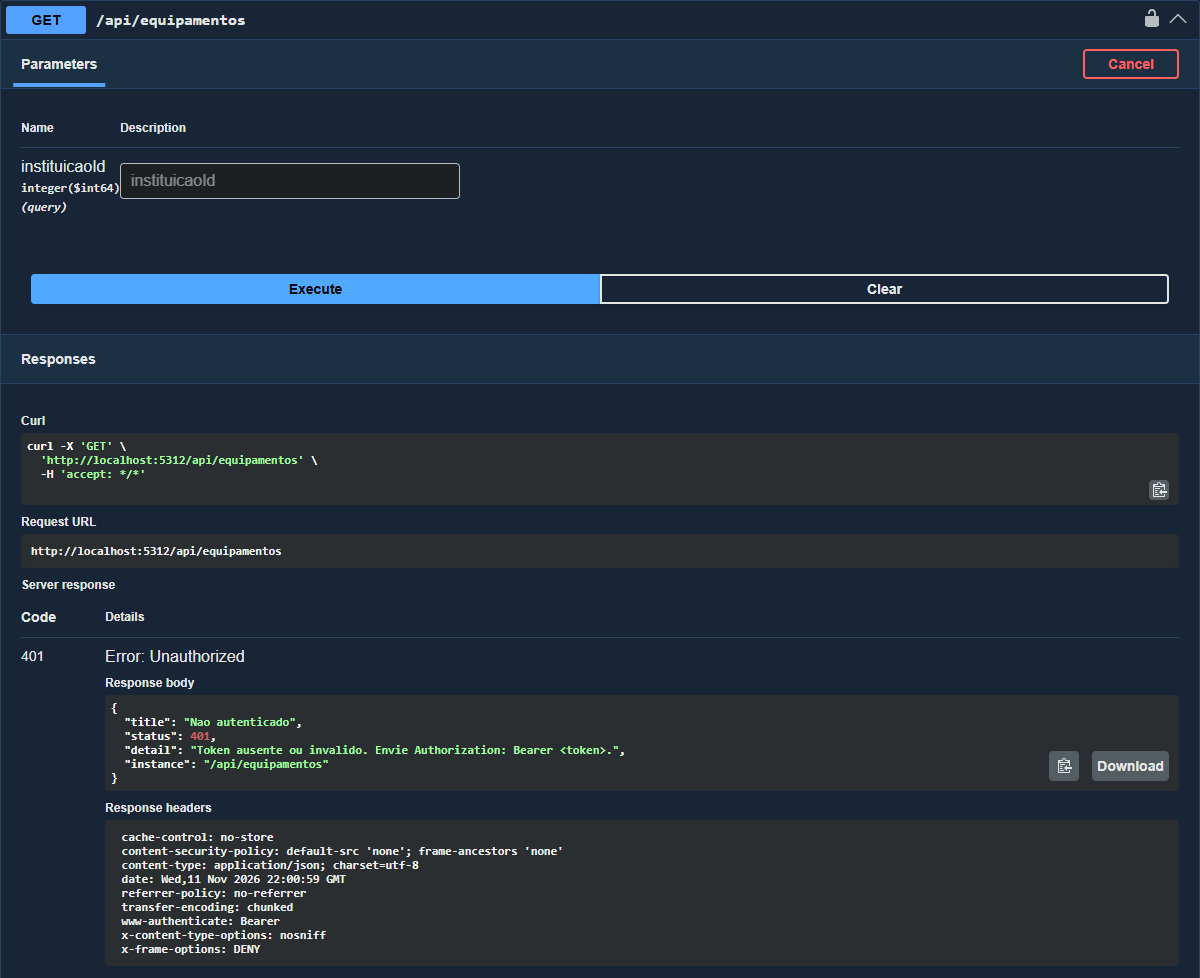 GET /api/equipamentos
Parameters
Cancel
Name Description
instituicaoId
integer($int64)
(query)
instituicaoId
Execute Clear
Responses
Curl
curl -X 'GET' \
'http://localhost:5312/api/equipamentos' \
-H 'accept: */*'
Request URL
http://localhost:5312/api/equipamentos
Server response
Code Details
401 Error: Unauthorized
Response body
{
"title": "Nao autenticado",
"status": 401,
"detail": "Token ausente ou invalido. Envie Authorization: Bearer <token>.",
"instance": "/api/equipamentos"
}
Download
Response headers
cache-control: no-store
content-security-policy: default-src 'none'; frame-ancestors 'none'
content-type: application/json; charset=utf-8
date: Wed,11 Nov 2026 22:00:59 GMT
referrer-policy: no-referrer
transfer-encoding: chunked
www-authenticate: Bearer
x-content-type-options: nosniff
x-frame-options: DENY